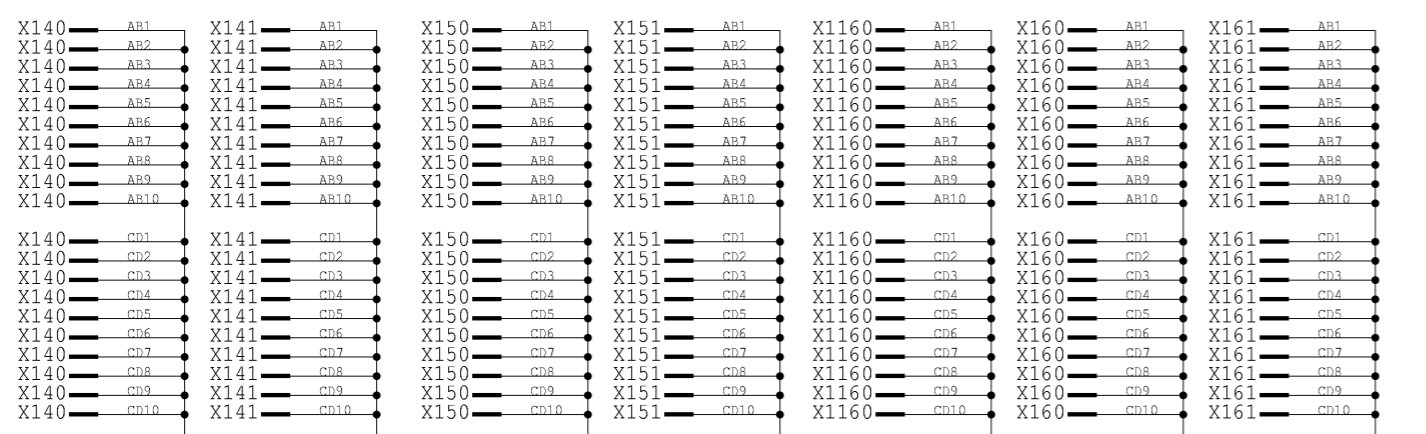 X140 AB1 X141 AB1 X150 AB1 X151 AB1 X1160 AB1 X160 AB1 X161 AB1
X140 AB2 X141 AB2 X150 AB2 X151 AB2 X1160 AB2 X160 AB2 X161 AB2
X140 AB3 X141 AB3 X150 AB3 X151 AB3 X1160 AB3 X160 AB3 X161 AB3
X140 AB4 X141 AB4 X150 AB4 X151 AB4 X1160 AB4 X160 AB4 X161 AB4
X140 AB5 X141 AB5 X150 AB5 X151 AB5 X1160 AB5 X160 AB5 X161 AB5
X140 AB6 X141 AB6 X150 AB6 X151 AB6 X1160 AB6 X160 AB6 X161 AB6
X140 AB7 X141 AB7 X150 AB7 X151 AB7 X1160 AB7 X160 AB7 X161 AB7
X140 AB8 X141 AB8 X150 AB8 X151 AB8 X1160 AB8 X160 AB8 X161 AB8
X140 AB9 X141 AB9 X150 AB9 X151 AB9 X1160 AB9 X160 AB9 X161 AB9
X140 AB10 X141 AB10 X150 AB10 X151 AB10 X1160 AB10 X160 AB10 X161 AB10
X140 CD1 X141 CD1 X150 CD1 X151 CD1 X1160 CD1 X160 CD1 X161 CD1
X140 CD2 X141 CD2 X150 CD2 X151 CD2 X1160 CD2 X160 CD2 X161 CD2
X140 CD3 X141 CD3 X150 CD3 X151 CD3 X1160 CD3 X160 CD3 X161 CD3
X140 CD4 X141 CD4 X150 CD4 X151 CD4 X1160 CD4 X160 CD4 X161 CD4
X140 CD5 X141 CD5 X150 CD5 X151 CD5 X1160 CD5 X160 CD5 X161 CD5
X140 CD6 X141 CD6 X150 CD6 X151 CD6 X1160 CD6 X160 CD6 X161 CD6
X140 CD7 X141 CD7 X150 CD7 X151 CD7 X1160 CD7 X160 CD7 X161 CD7
X140 CD8 X141 CD8 X150 CD8 X151 CD8 X1160 CD8 X160 CD8 X161 CD8
X140 CD9 X141 CD9 X150 CD9 X151 CD9 X1160 CD9 X160 CD9 X161 CD9
X140 CD10 X141 CD10 X150 CD10 X151 CD10 X1160 CD10 X160 CD10 X161 CD10